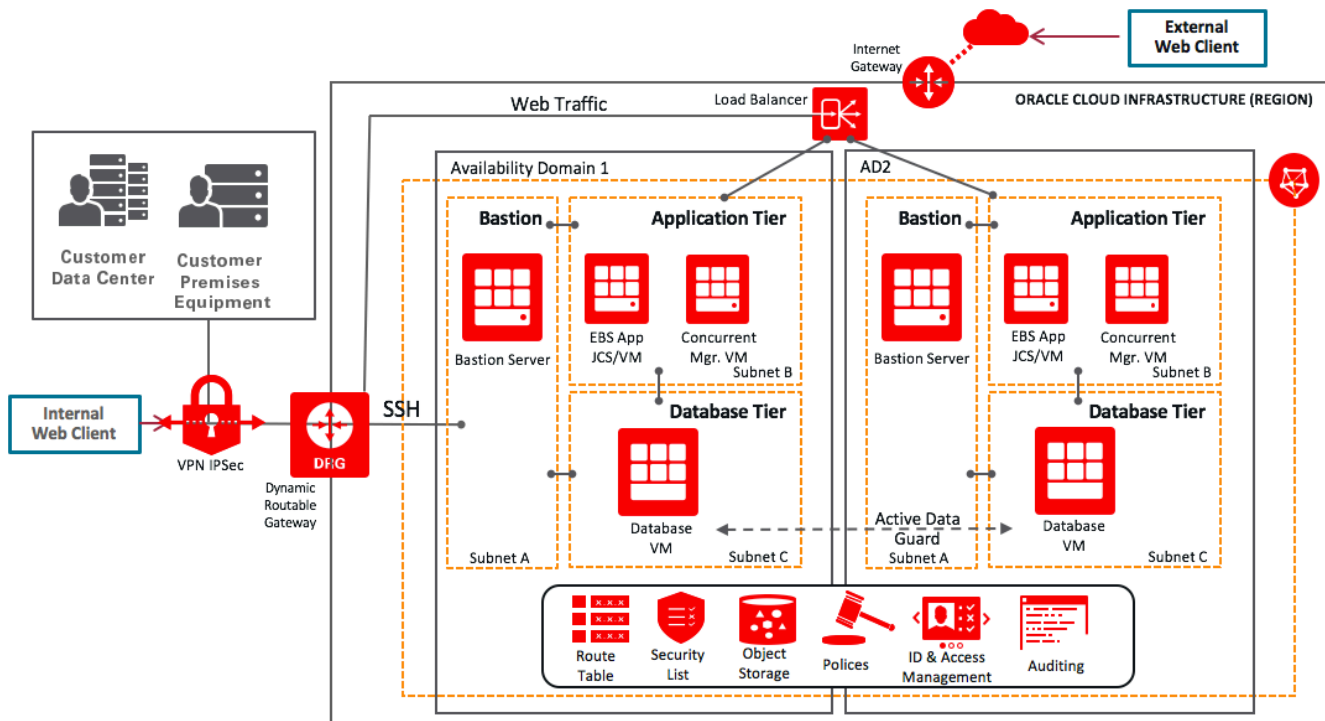 External
Web Client
Internet
Gateway
ORACLE CLOUD INFRASTRUCTURE (REGION)
Load Balancer
Web Traffic
Customer
Data Center
Customer
Premises
Equipment
Internal
Web Client
VPN IPSec
DRG
Dynamic
Routable
Gateway
SSH
Availability Domain 1
Bastion
Bastion Server
Subnet A
Application Tier
EBS App
JCS/VM
Concurrent
Mgr. VM
Subnet B
Database Tier
Database
VM
Subnet C
AD2
Bastion
Bastion Server
Active Data
Guard
Subnet A
Application Tier
EBS App
JCS/VM
Concurrent
Mgr. VM
Subnet B
Database Tier
Database
VM
Subnet C
Route
Table
Security
List
Object
Storage
Polices
ID & Access
Management
Auditing